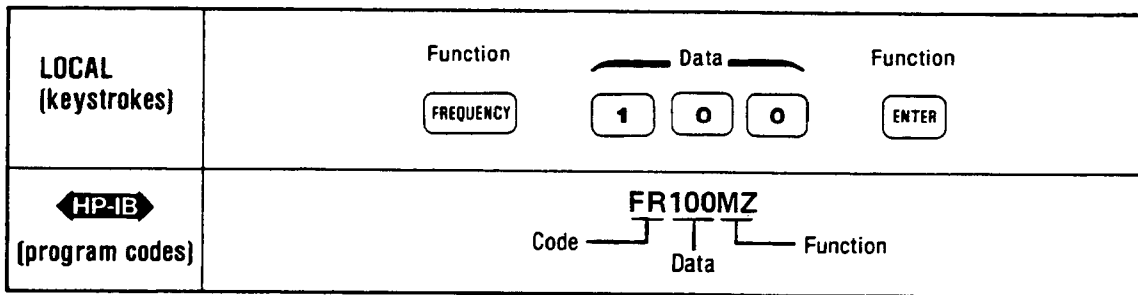 LOCAL
(keystrokes)
Function Data Function
FREQUENCY 1 0 0 ENTER
HP-IB
(program codes)
FR100MZ
Code Function
Data